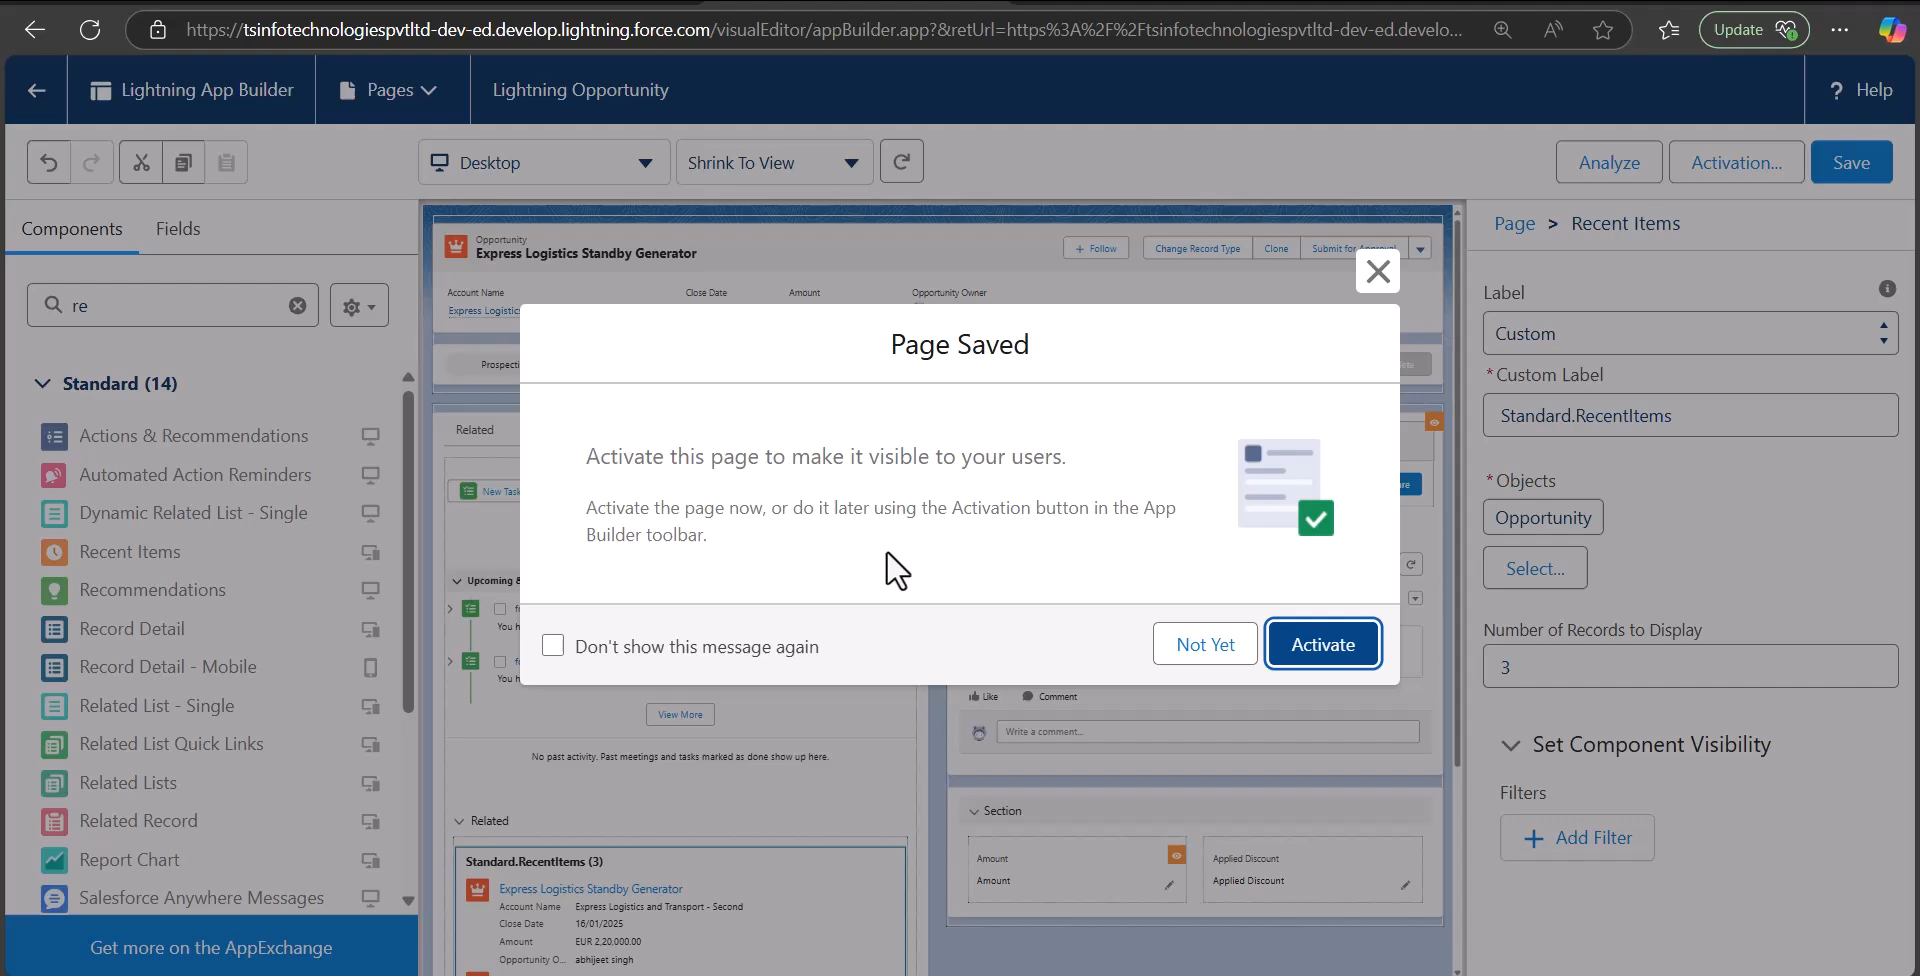 https://tsinfotechnologiespvtltd-dev-ed.develop.lightning.force.com/visualEditor/appBuilder.app?&retUrl=https%3A%2F%2Ftsinfotechnologiespvtltd-dev-ed.develo...
Update
Lightning App Builder
Pages
Lightning Opportunity
? Help
Desktop
Shrink To View
Analyze
Activation...
Save
Components
Fields
re
Standard (14)
Actions & Recommendations
Automated Action Reminders
Dynamic Related List - Single
Recent Items
Recommendations
Record Detail
Record Detail - Mobile
Related List - Single
Related List Quick Links
Related Lists
Related Record
Report Chart
Salesforce Anywhere Messages
Get more on the AppExchange
Opportunity
Express Logistics Standby Generator
+ Follow
Change Record Type
Clone
Submit for Approval
Account Name
Close Date
Amount
Opportunity Owner
Express Logistics
Prospecti
Related
New Task
Upcoming &
You h
You h
View More
No past activity. Past meetings and tasks marked as done show up here.
Related
Standard.RecentItems (3)
Express Logistics Standby Generator
Account Name Express Logistics and Transport - Second
Close Date 16/01/2025
Amount EUR 2,20,000.00
Opportunity O... abhijeet singh
Like
Comment
Write a comment...
Section
Amount
Amount
Applied Discount
Applied Discount
Page Saved
Activate this page to make it visible to your users.
Activate the page now, or do it later using the Activation button in the App
Builder toolbar.
Don't show this message again
Not Yet
Activate
Page > Recent Items
Label
Custom
*Custom Label
Standard.RecentItems
*Objects
Opportunity
Select...
Number of Records to Display
3
Set Component Visibility
Filters
+ Add Filter